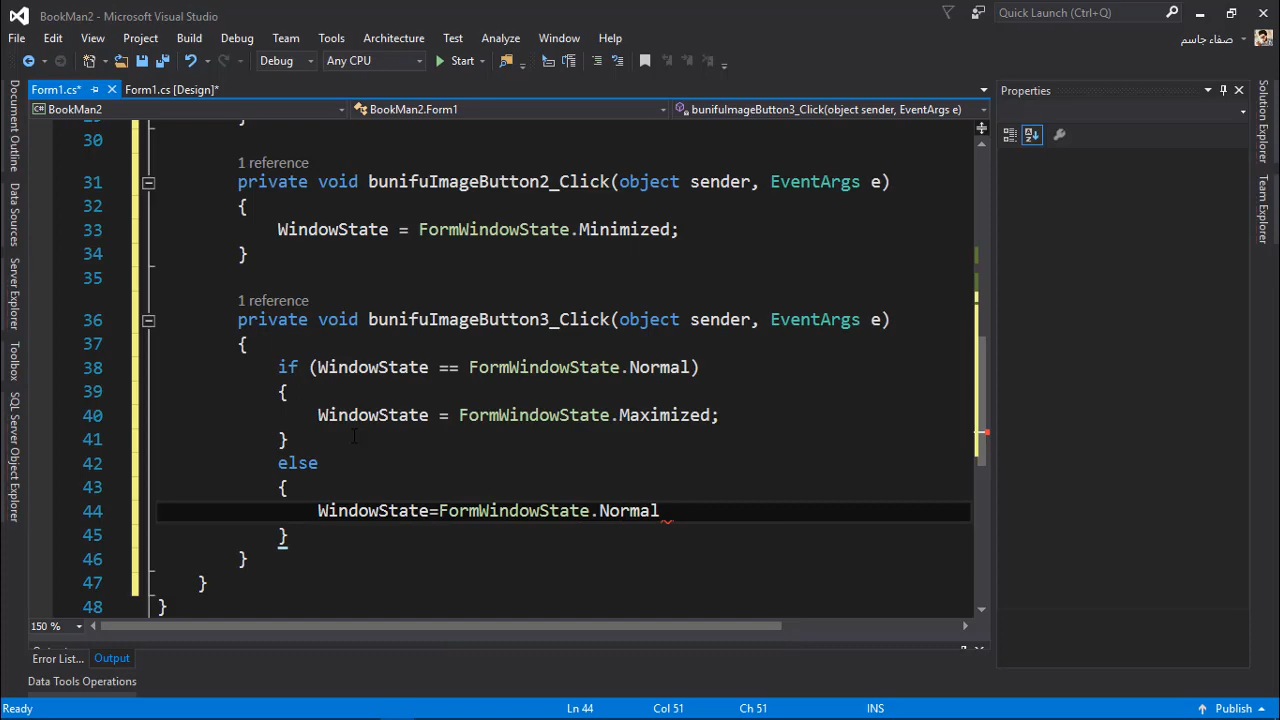 BookMan2 - Microsoft Visual Studio
Quick Launch (Ctrl+Q)
File Edit View Project Build Debug Team Tools Architecture Test Analyze Window Help
صفاء جاسم
Debug Any CPU Start
Form1.cs* Form1.cs [Design]*
BookMan2 BookMan2.Form1 bunifuImageButton3_Click(object sender, EventArgs e)
Properties
Document Outline
Data Sources
Server Explorer
Toolbox
SQL Server Object Explorer
Solution Explorer
Team Explorer
29 }
30
1 reference
31 private void bunifuImageButton2_Click(object sender, EventArgs e)
32 {
33 WindowState = FormWindowState.Minimized;
34 }
35
1 reference
36 private void bunifuImageButton3_Click(object sender, EventArgs e)
37 {
38 if (WindowState == FormWindowState.Normal)
39 {
40 WindowState = FormWindowState.Maximized;
41 }
42 else
43 {
44 WindowState=FormWindowState.Normal
45 }
46 }
47 }
48 }
150 %
Error List... Output
Data Tools Operations
Ready Ln 44 Col 51 Ch 51 INS Publish